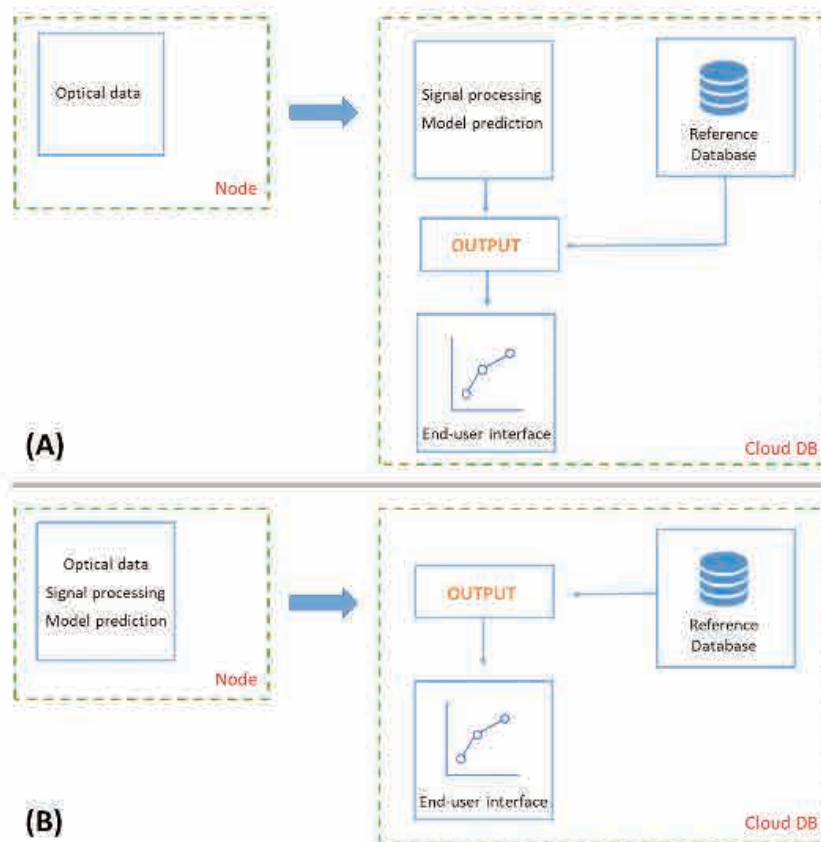 Optical data
Node
Signal processing
Model prediction
Reference
Database
OUTPUT
End-user interface
Cloud DB
(A)
Optical data
Signal processing
Model prediction
Node
OUTPUT
Reference
Database
End-user interface
Cloud DB
(B)